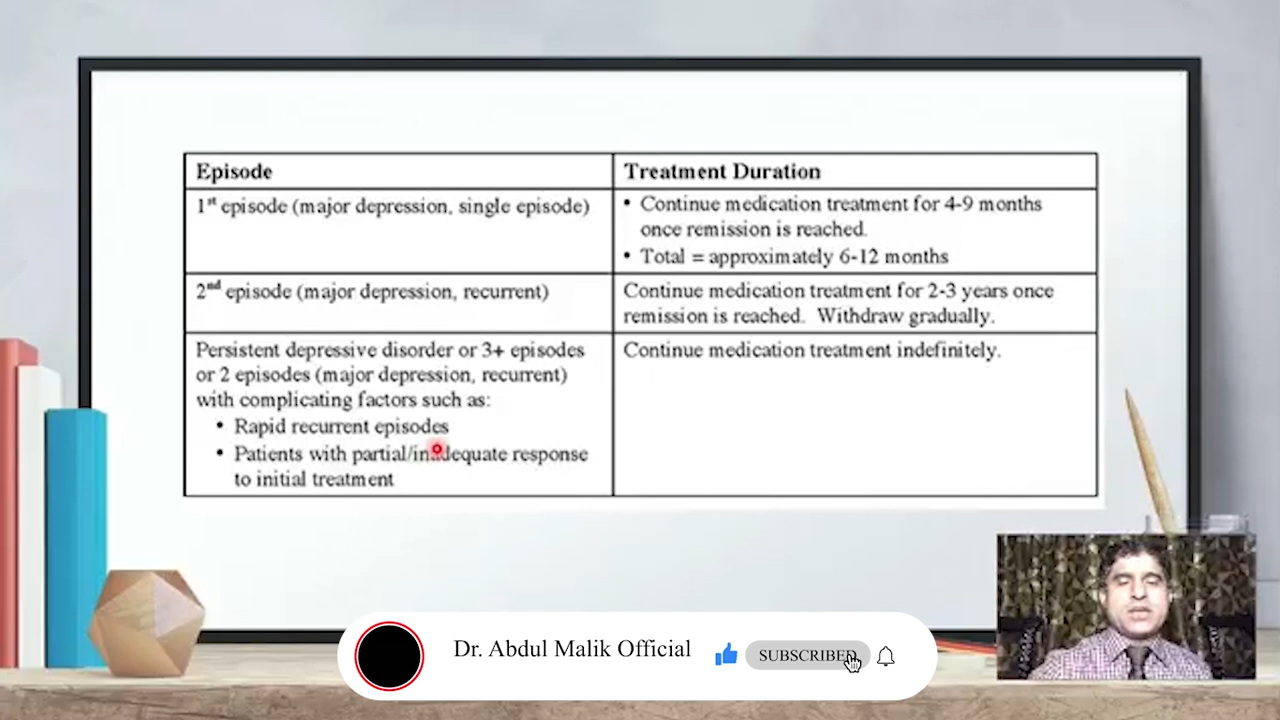 Episode
Treatment Duration
1st episode (major depression, single episode)
• Continue medication treatment for 4-9 months
once remission is reached.
• Total = approximately 6-12 months
2nd episode (major depression, recurrent)
Continue medication treatment for 2-3 years once
remission is reached. Withdraw gradually.
Persistent depressive disorder or 3+ episodes
or 2 episodes (major depression, recurrent)
with complicating factors such as:
• Rapid recurrent episodes
• Patients with partial/inadequate response
to initial treatment
Continue medication treatment indefinitely.
Dr. Abdul Malik Official
SUBSCRIBED